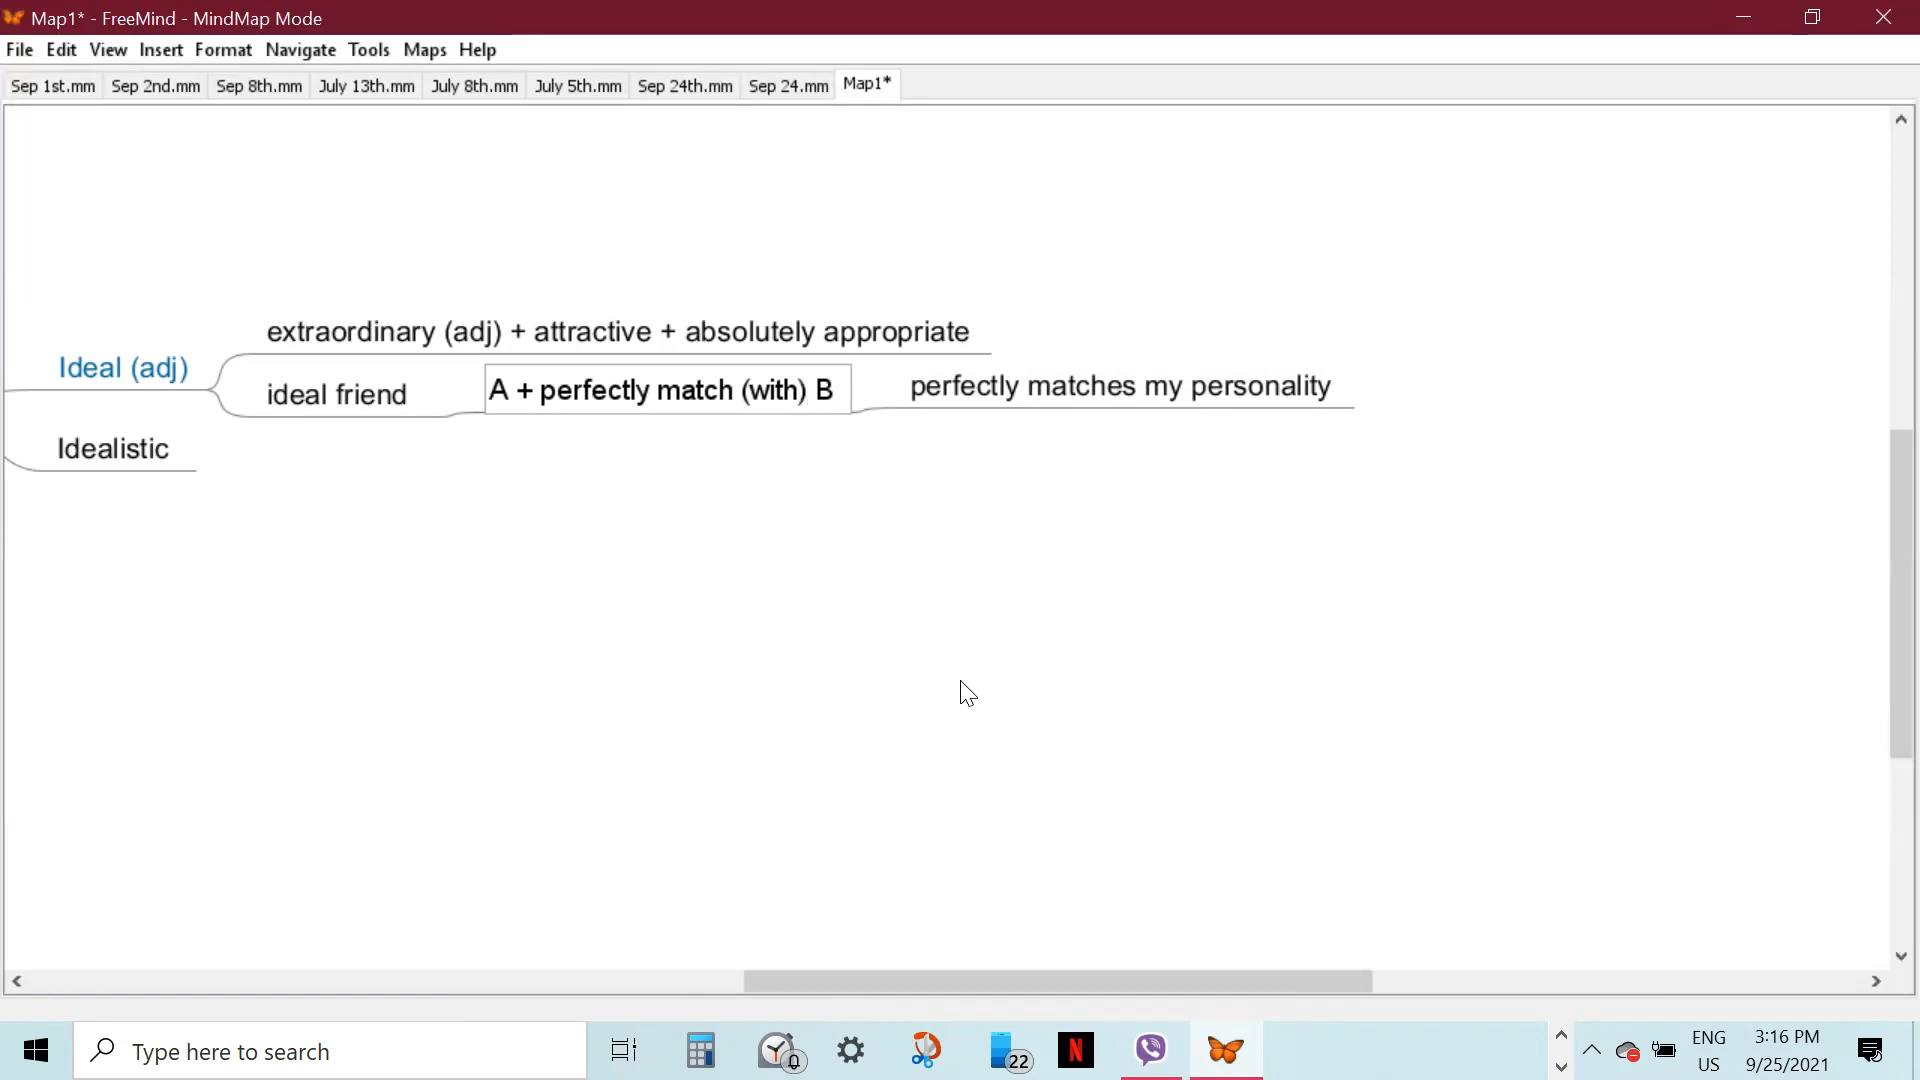 Map1* - FreeMind - MindMap Mode
File Edit View Insert Format Navigate Tools Maps Help
Sep 1st.mm Sep 2nd.mm Sep 8th.mm July 13th.mm July 8th.mm July 5th.mm Sep 24th.mm Sep 24.mm Map1*
extraordinary (adj) + attractive + absolutely appropriate
Ideal (adj)
ideal friend
A + perfectly match (with) B
perfectly matches my personality
Idealistic
Type here to search
22
N
ENG
US
3:16 PM
9/25/2021